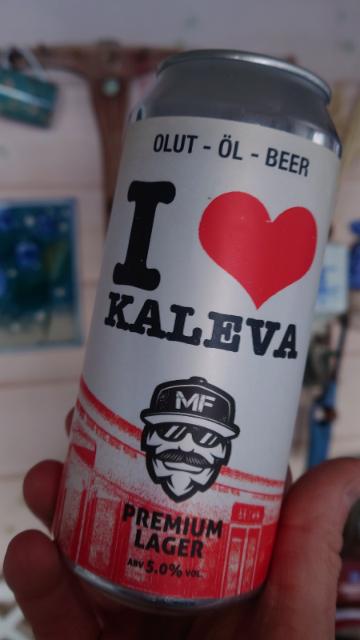 OLUT - ÖL - BEER
I ❤
KALEVA
MF
PREMIUM
LAGER
ABV 5.0% VOL.